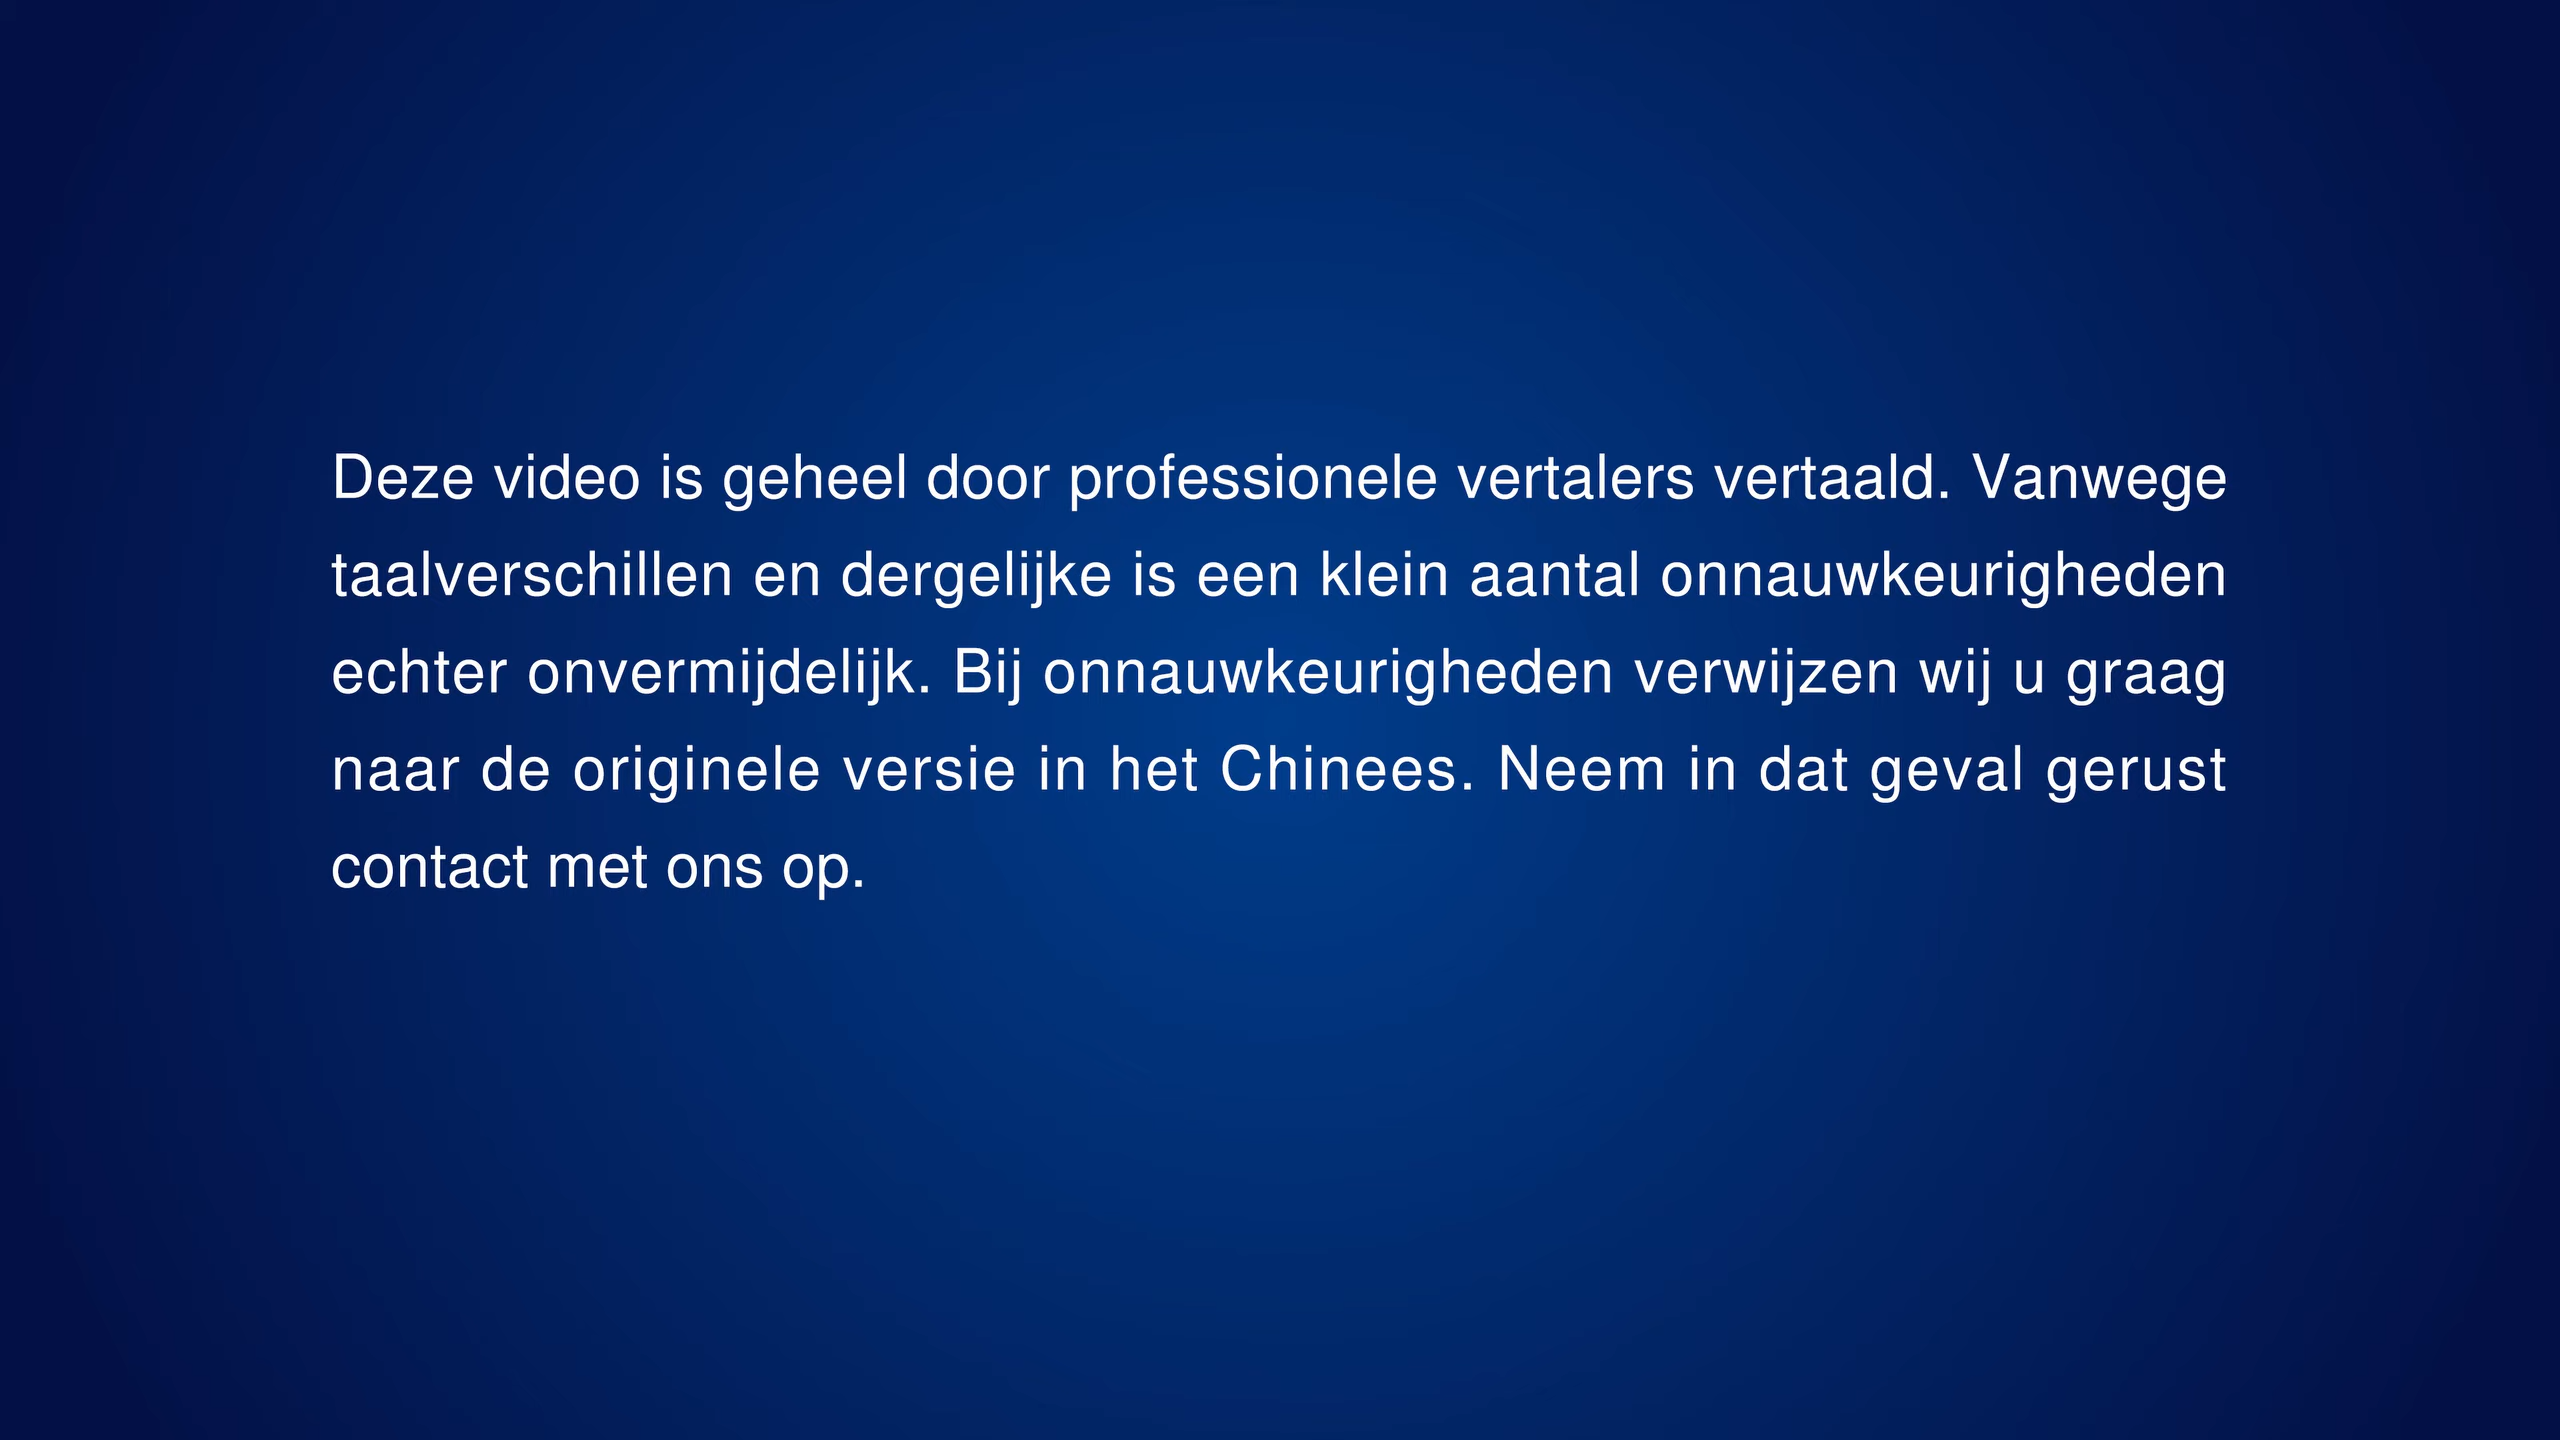 Deze video is geheel door professionele vertalers vertaald. Vanwege
taalverschillen en dergelijke is een klein aantal onnauwkeurigheden
echter onvermijdelijk. Bij onnauwkeurigheden verwijzen wij u graag
naar de originele versie in het Chinees. Neem in dat geval gerust
contact met ons op.